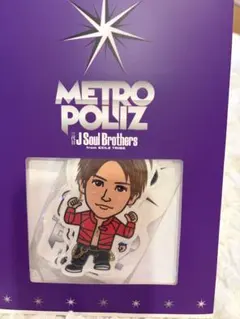 METRO
POLIZ
三代目 J Soul Brothers
from EXILE TRIBE